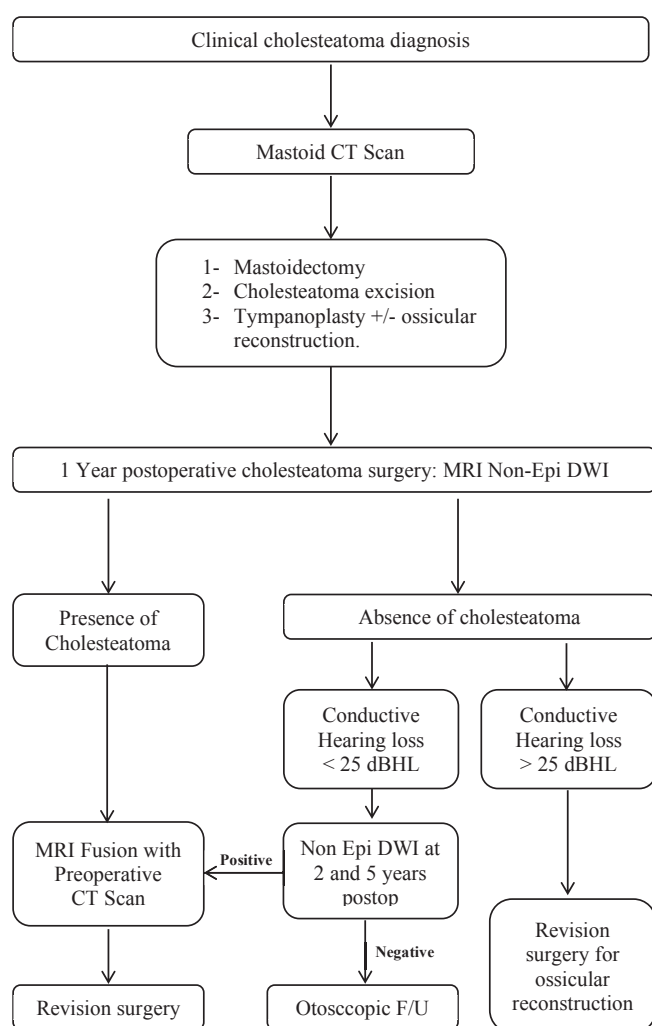 Clinical cholesteatoma diagnosis
Mastoid CT Scan
1- Mastoidectomy
2- Cholesteatoma excision
3- Tympanoplasty +/- ossicular
reconstruction.
1 Year postoperative cholesteatoma surgery: MRI Non-Epi DWI
Presence of
Cholesteatoma
Absence of cholesteatoma
Conductive
Hearing loss
< 25 dBHL
Conductive
Hearing loss
> 25 dBHL
MRI Fusion with
Preoperative
CT Scan
Positive
Non Epi DWI at
2 and 5 years
postop
Negative
Revision surgery
Otosccopic F/U
Revision
surgery for
ossicular
reconstruction